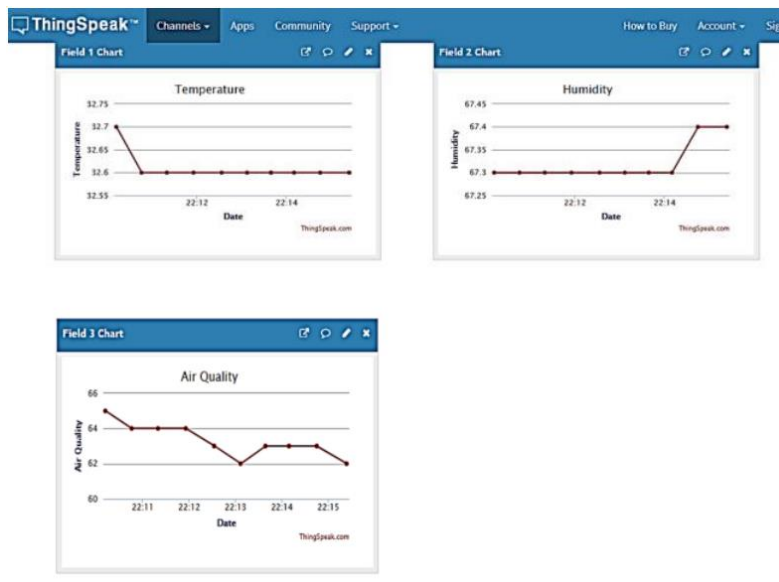 ThingSpeak™ Channels Apps Community Support How to Buy Account
Field 1 Chart
Temperature
32.75
32.7
32.65
32.6
32.55
Temperature
22:12 22:14
Date
ThingSpeak.com
Field 2 Chart
Humidity
67.45
67.4
67.35
67.3
67.25
Humidity
22:12 22:14
Date
ThingSpeak.com
Field 3 Chart
Air Quality
66
64
62
60
Air Quality
22:11 22:12 22:13 22:14 22:15
Date
ThingSpeak.com